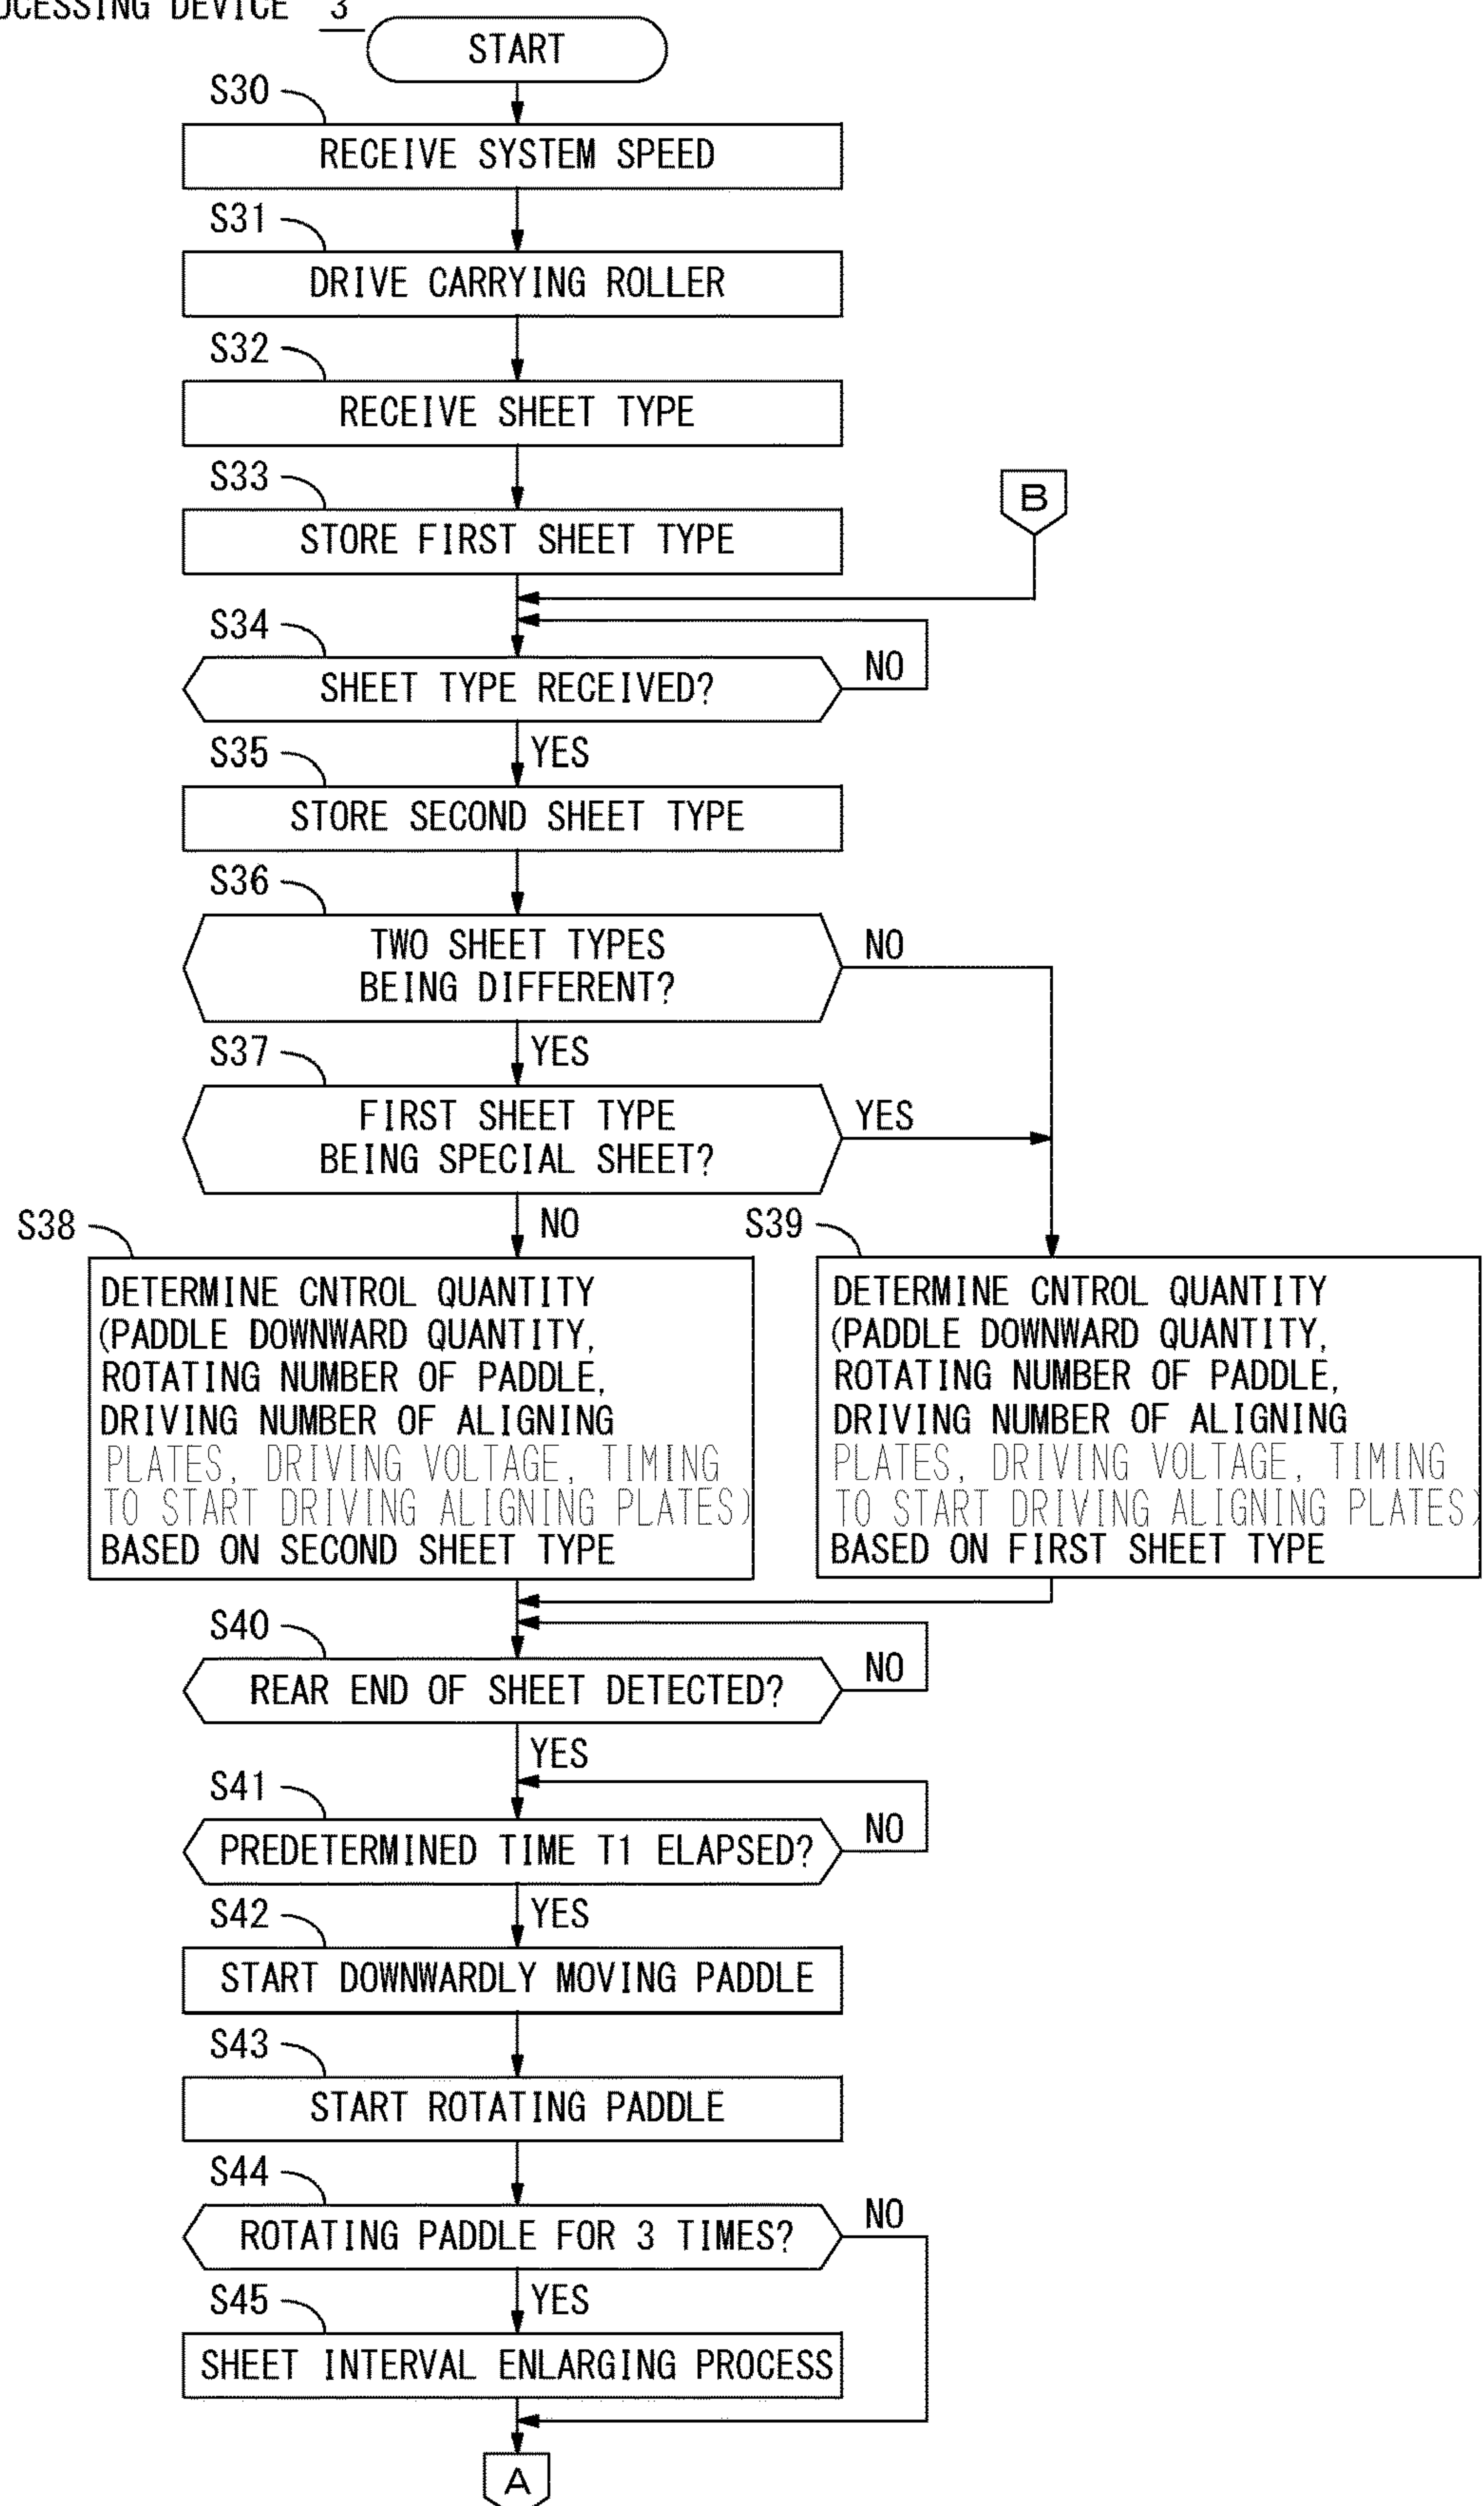 OCESSING DEVICE 3
START
S30
RECEIVE SYSTEM SPEED
S31
DRIVE CARRYING ROLLER
S32
RECEIVE SHEET TYPE
S33
STORE FIRST SHEET TYPE
B
S34
SHEET TYPE RECEIVED?
NO
YES
S35
STORE SECOND SHEET TYPE
S36
TWO SHEET TYPES
BEING DIFFERENT?
NO
YES
S37
FIRST SHEET TYPE
BEING SPECIAL SHEET?
YES
NO
S38
DETERMINE CNTROL QUANTITY
(PADDLE DOWNWARD QUANTITY,
ROTATING NUMBER OF PADDLE,
DRIVING NUMBER OF ALIGNING
PLATES, DRIVING VOLTAGE, TIMING
TO START DRIVING ALIGNING PLATES)
BASED ON SECOND SHEET TYPE
S39
DETERMINE CNTROL QUANTITY
(PADDLE DOWNWARD QUANTITY,
ROTATING NUMBER OF PADDLE,
DRIVING NUMBER OF ALIGNING
PLATES, DRIVING VOLTAGE, TIMING
TO START DRIVING ALIGNING PLATES)
BASED ON FIRST SHEET TYPE
S40
REAR END OF SHEET DETECTED?
NO
YES
S41
PREDETERMINED TIME T1 ELAPSED?
NO
YES
S42
START DOWNWARDLY MOVING PADDLE
S43
START ROTATING PADDLE
S44
ROTATING PADDLE FOR 3 TIMES?
NO
YES
S45
SHEET INTERVAL ENLARGING PROCESS
A